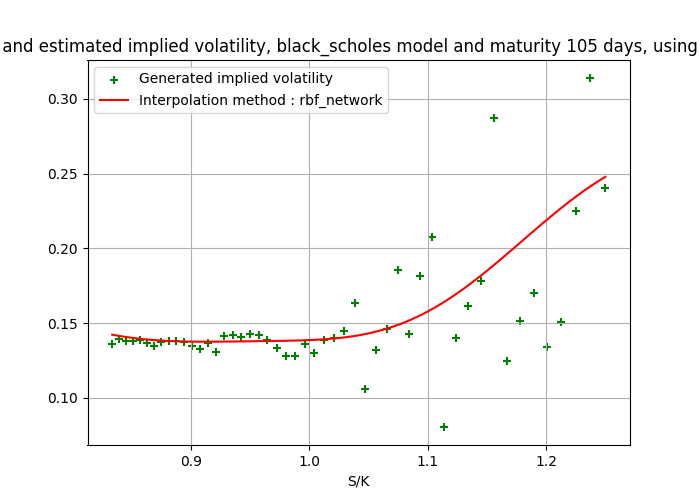 and estimated implied volatility, black_scholes model and maturity 105 days, using
Generated implied volatility
Interpolation method : rbf_network
0.30
0.25
0.20
0.15
0.10
0.9
1.0
1.1
1.2
S/K